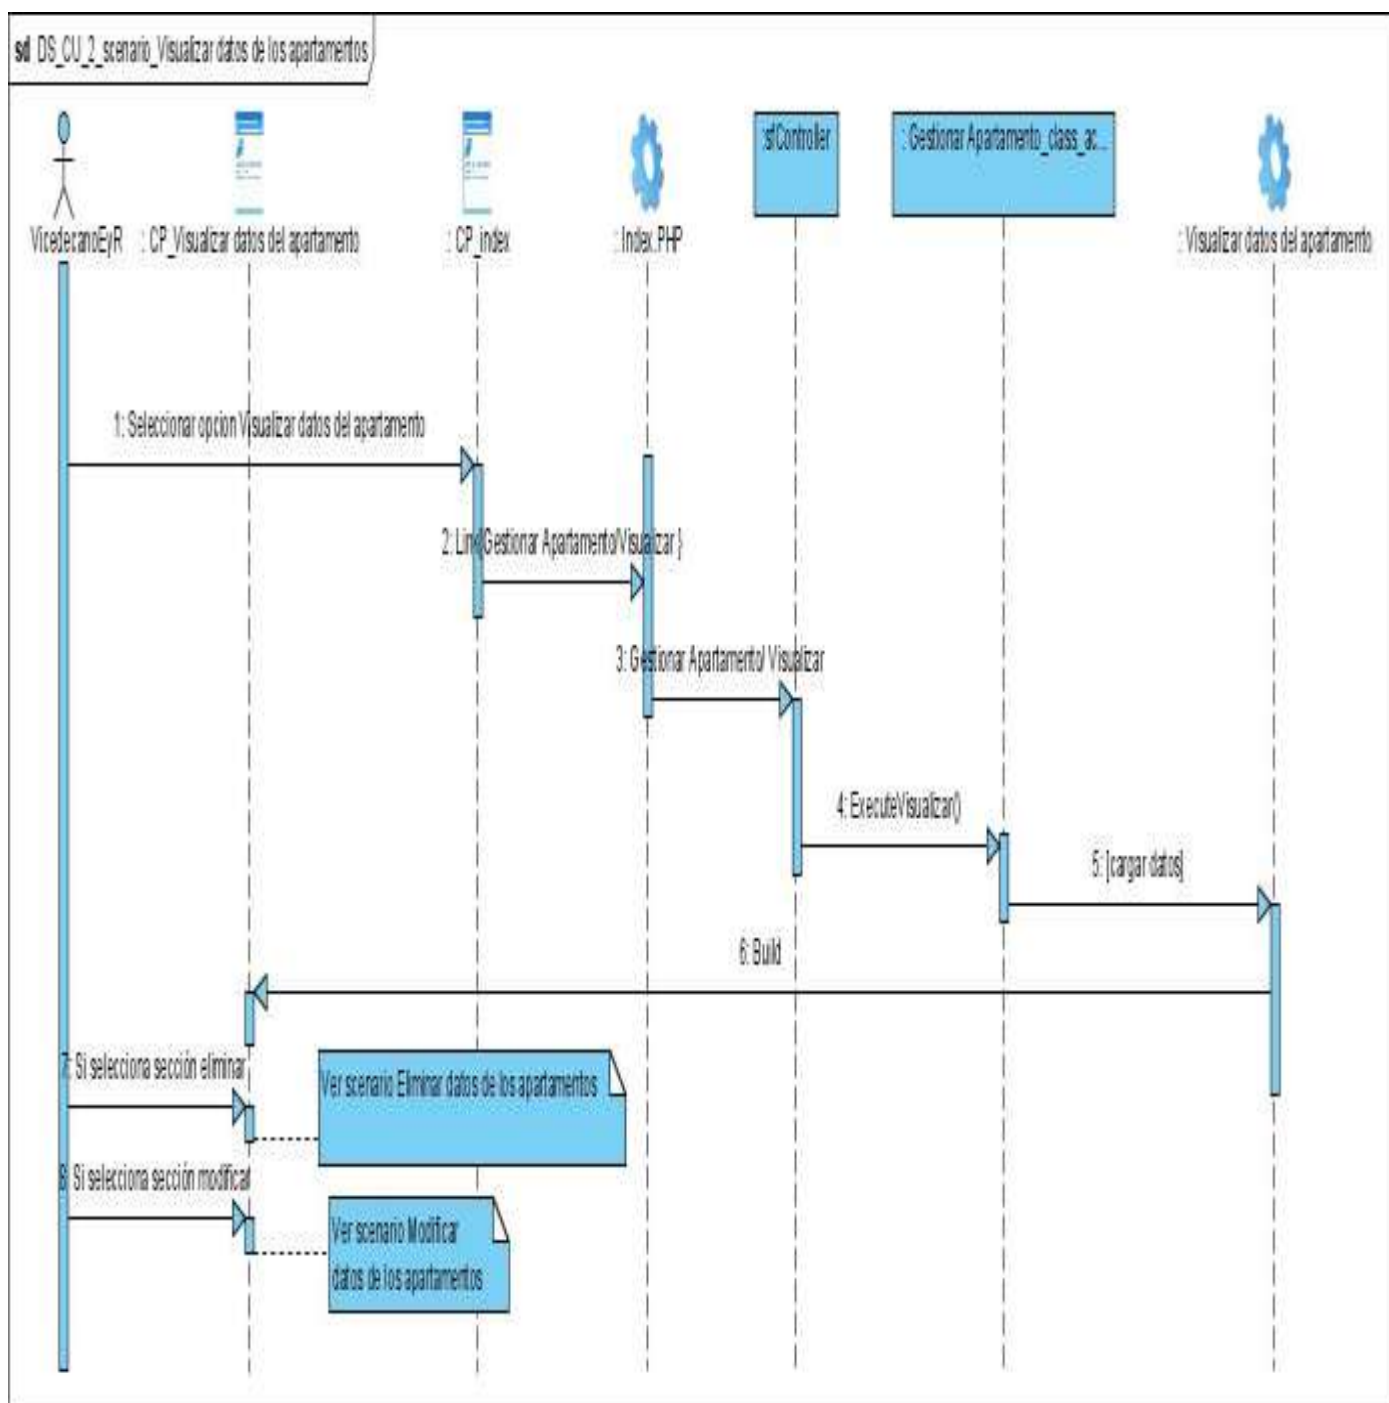 sd DS_CU_2_scenario_Visualizar datos de los apartamentos
VicedecanoEyR
: CP_Visualizar datos del apartamento
: CP_index
: Index.PHP
:sfController
: Gestionar Apartamento_class_ac...
: Visualizar datos del apartamento
1: Seleccionar opcion Visualizar datos del apartamento
2: Link{Gestionar Apartamento/Visualizar }
3: Gestionar Apartamento/ Visualizar
4: ExecuteVisualizar()
5: [cargar datos]
6: Build
7: Si selecciona sección eliminar
Ver scenario Eliminar datos de los apartamentos
8: Si selecciona sección modificar
Ver scenario Modificar
datos de los apartamentos